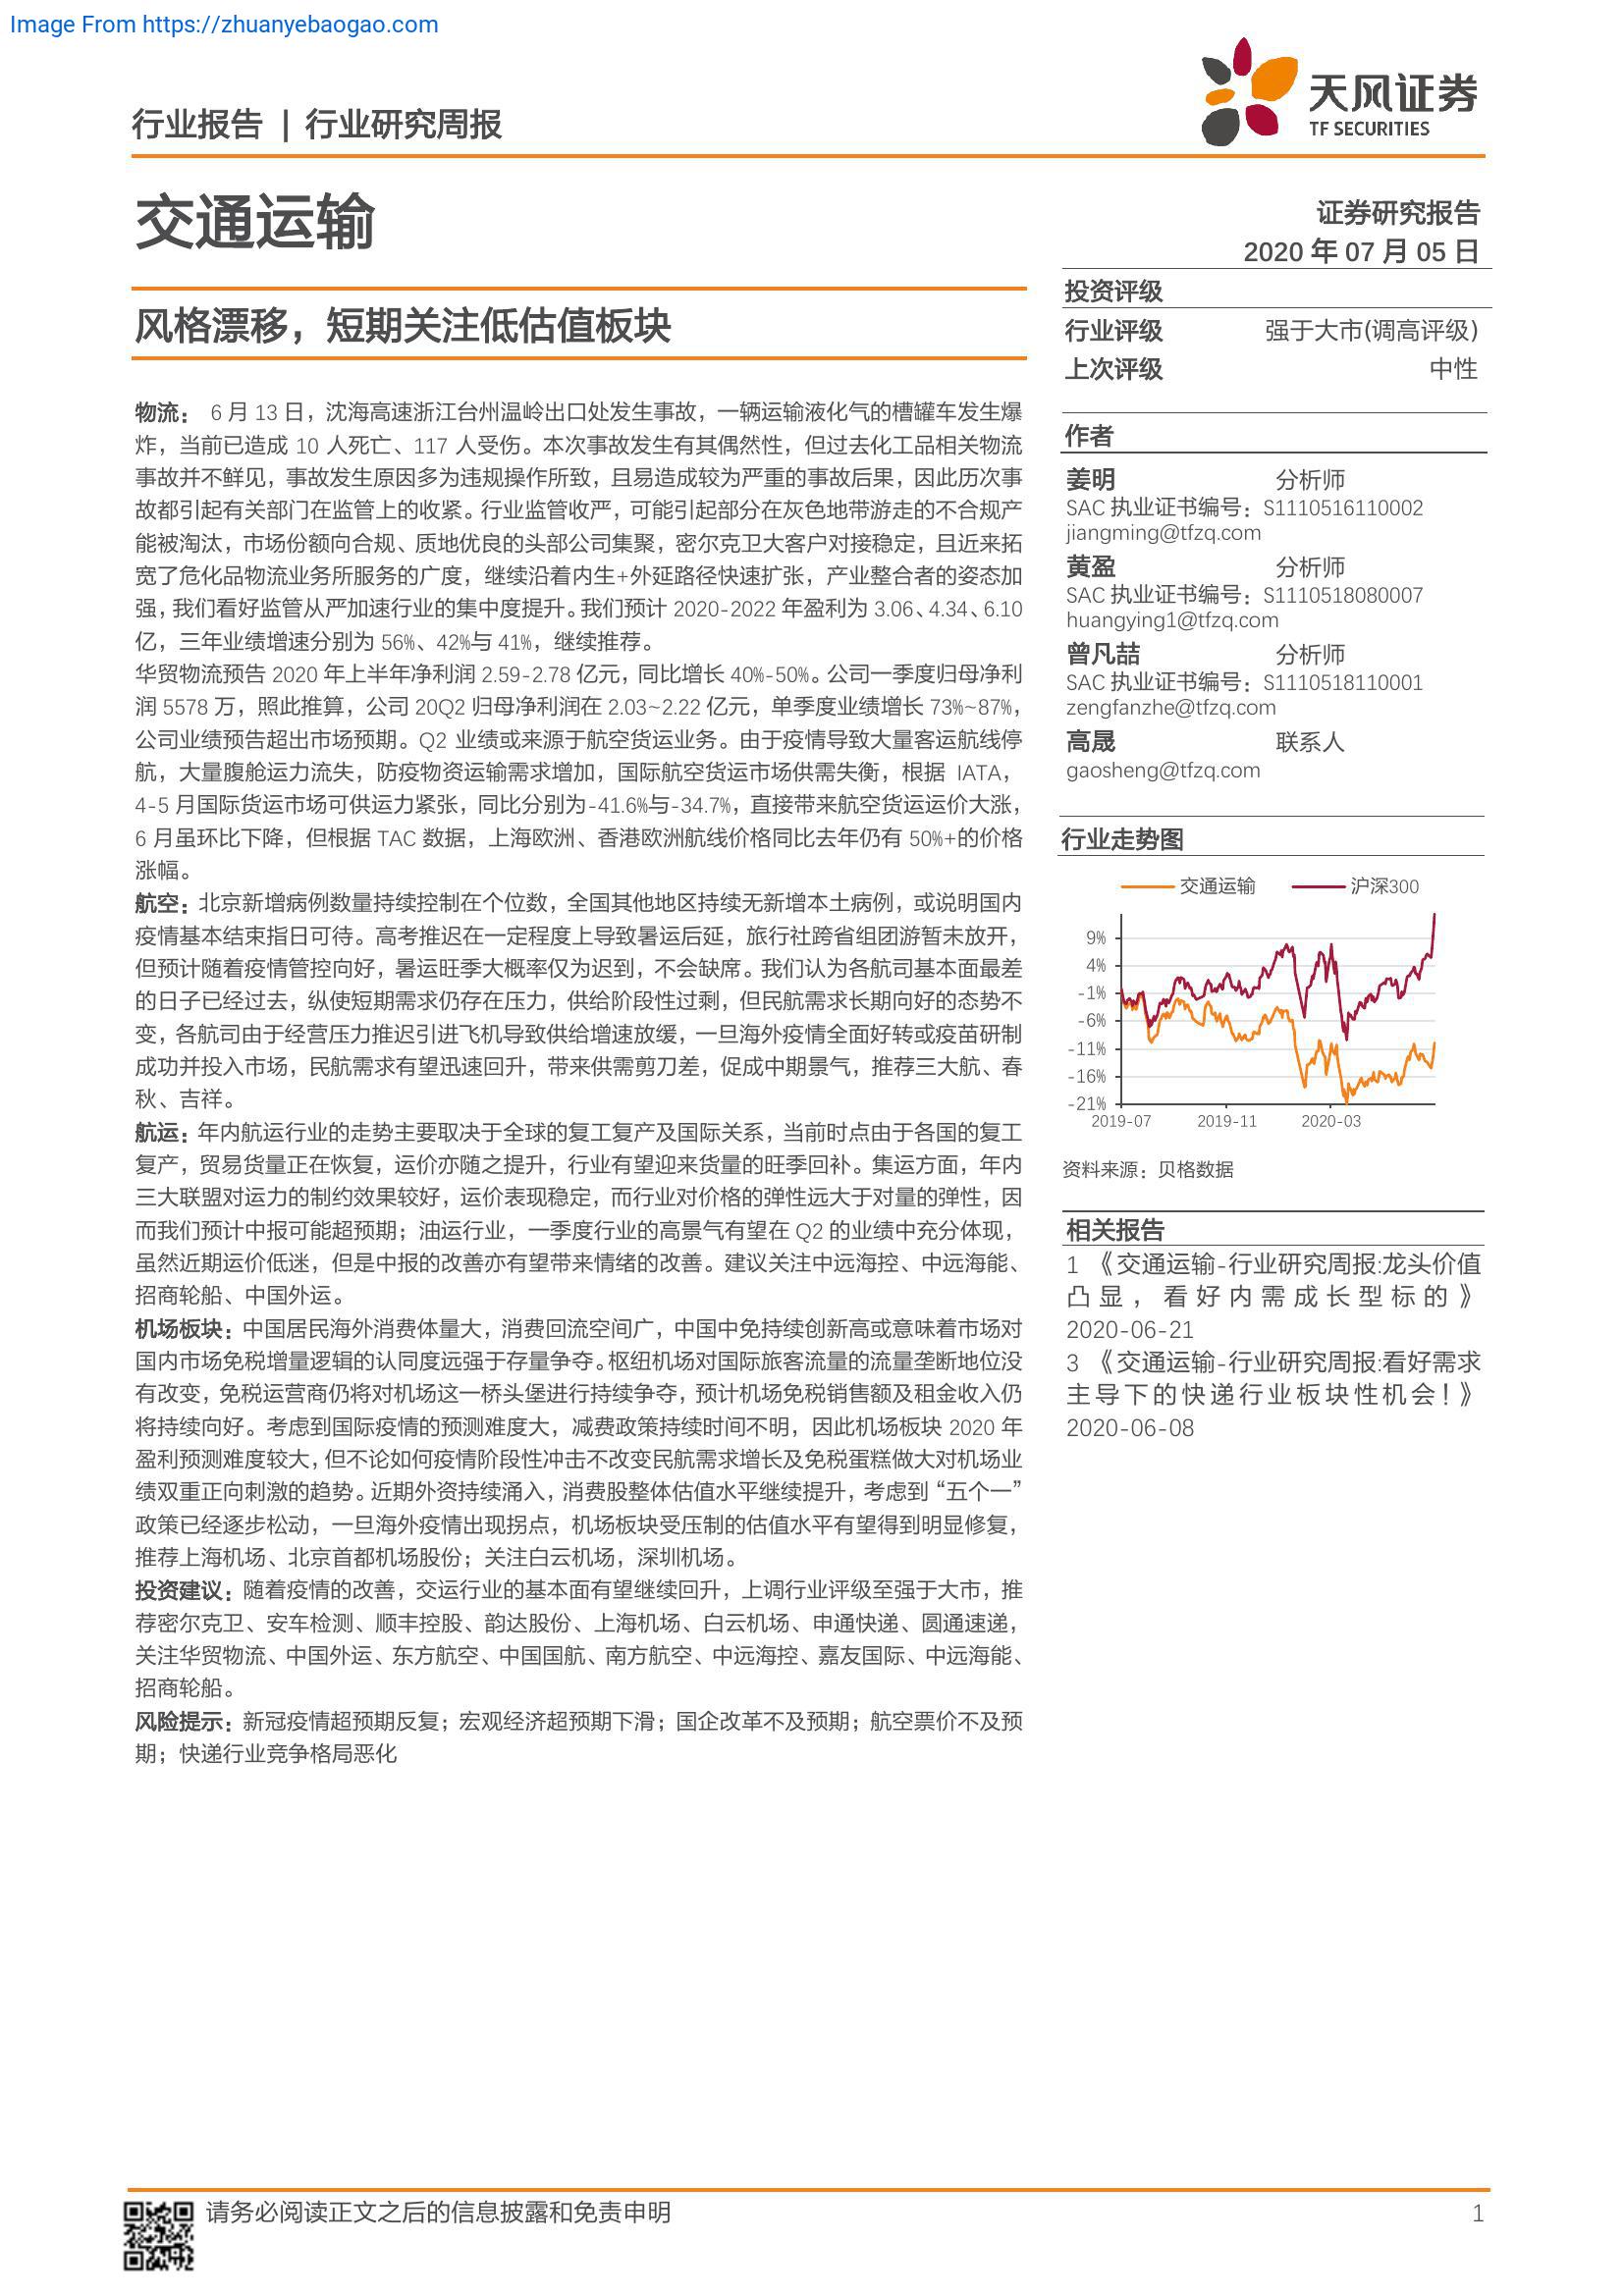 Image From https://zhuanyebaogao.com
行业报告 | 行业研究周报
天风证券
TF SECURITIES
交通运输
证券研究报告
2020 年 07 月 05 日
风格漂移，短期关注低估值板块
物流： 6 月 13 日，沈海高速浙江台州温岭出口处发生事故，一辆运输液化气的槽罐车发生爆
炸，当前已造成 10 人死亡、117 人受伤。本次事故发生有其偶然性，但过去化工品相关物流
事故并不鲜见，事故发生原因多为违规操作所致，且易造成较为严重的事故后果，因此历次事
故都引起有关部门在监管上的收紧。行业监管收严，可能引起部分在灰色地带游走的不合规产
能被淘汰，市场份额向合规、质地优良的头部公司集聚，密尔克卫大客户对接稳定，且近来拓
宽了危化品物流业务所服务的广度，继续沿着内生+外延路径快速扩张，产业整合者的姿态加
强，我们看好监管从严加速行业的集中度提升。我们预计 2020-2022 年盈利为 3.06、4.34、6.10
亿，三年业绩增速分别为 56%、42%与 41%，继续推荐。
华贸物流预告 2020 年上半年净利润 2.59-2.78 亿元，同比增长 40%-50%。公司一季度归母净利
润 5578 万，照此推算，公司 20Q2 归母净利润在 2.03~2.22 亿元，单季度业绩增长 73%~87%，
公司业绩预告超出市场预期。Q2 业绩或来源于航空货运业务。由于疫情导致大量客运航线停
航，大量腹舱运力流失，防疫物资运输需求增加，国际航空货运市场供需失衡，根据 IATA，
4-5 月国际货运市场可供运力紧张，同比分别为-41.6%与-34.7%，直接带来航空货运运价大涨，
6 月虽环比下降，但根据 TAC 数据，上海欧洲、香港欧洲航线价格同比去年仍有 50%+的价格
涨幅。
航空：北京新增病例数量持续控制在个位数，全国其他地区持续无新增本土病例，或说明国内
疫情基本结束指日可待。高考推迟在一定程度上导致暑运后延，旅行社跨省组团游暂未放开，
但预计随着疫情管控向好，暑运旺季大概率仅为迟到，不会缺席。我们认为各航司基本面最差
的日子已经过去，纵使短期需求仍存在压力，供给阶段性过剩，但民航需求长期向好的态势不
变，各航司由于经营压力推迟引进飞机导致供给增速放缓，一旦海外疫情全面好转或疫苗研制
成功并投入市场，民航需求有望迅速回升，带来供需剪刀差，促成中期景气，推荐三大航、春
秋、吉祥。
航运：年内航运行业的走势主要取决于全球的复工复产及国际关系，当前时点由于各国的复工
复产，贸易货量正在恢复，运价亦随之提升，行业有望迎来货量的旺季回补。集运方面，年内
三大联盟对运力的制约效果较好，运价表现稳定，而行业对价格的弹性远大于对量的弹性，因
而我们预计中报可能超预期；油运行业，一季度行业的高景气有望在 Q2 的业绩中充分体现，
虽然近期运价低迷，但是中报的改善亦有望带来情绪的改善。建议关注中远海控、中远海能、
招商轮船、中国外运。
机场板块：中国居民海外消费体量大，消费回流空间广，中国中免持续创新高或意味着市场对
国内市场免税增量逻辑的认同度远强于存量争夺。枢纽机场对国际旅客流量的流量垄断地位没
有改变，免税运营商仍将对机场这一桥头堡进行持续争夺，预计机场免税销售额及租金收入仍
将持续向好。考虑到国际疫情的预测难度大，减费政策持续时间不明，因此机场板块 2020 年
盈利预测难度较大，但不论如何疫情阶段性冲击不改变民航需求增长及免税蛋糕做大对机场业
绩双重正向刺激的趋势。近期外资持续涌入，消费股整体估值水平继续提升，考虑到 “五个一”
政策已经逐步松动，一旦海外疫情出现拐点，机场板块受压制的估值水平有望得到明显修复，
推荐上海机场、北京首都机场股份；关注白云机场，深圳机场。
投资建议：随着疫情的改善，交运行业的基本面有望继续回升，上调行业评级至强于大市，推
荐密尔克卫、安车检测、顺丰控股、韵达股份、上海机场、白云机场、申通快递、圆通速递，
关注华贸物流、中国外运、东方航空、中国国航、南方航空、中远海控、嘉友国际、中远海能、
招商轮船。
风险提示：新冠疫情超预期反复；宏观经济超预期下滑；国企改革不及预期；航空票价不及预
期；快递行业竞争格局恶化
投资评级
行业评级 强于大市(调高评级)
上次评级 中性
作者
姜明 分析师
SAC 执业证书编号：S1110516110002
jiangming@tfzq.com
黄盈 分析师
SAC 执业证书编号：S1110518080007
huangying1@tfzq.com
曾凡喆 分析师
SAC 执业证书编号：S1110518110001
zengfanzhe@tfzq.com
高晟 联系人
gaosheng@tfzq.com
行业走势图
交通运输 沪深300
9%
4%
-1%
-6%
-11%
-16%
-21%
2019-07 2019-11 2020-03
资料来源：贝格数据
相关报告
1 《交通运输-行业研究周报:龙头价值
凸显，看好内需成长型标的》
2020-06-21
3 《交通运输-行业研究周报:看好需求
主导下的快递行业板块性机会！》
2020-06-08
请务必阅读正文之后的信息披露和免责申明
1